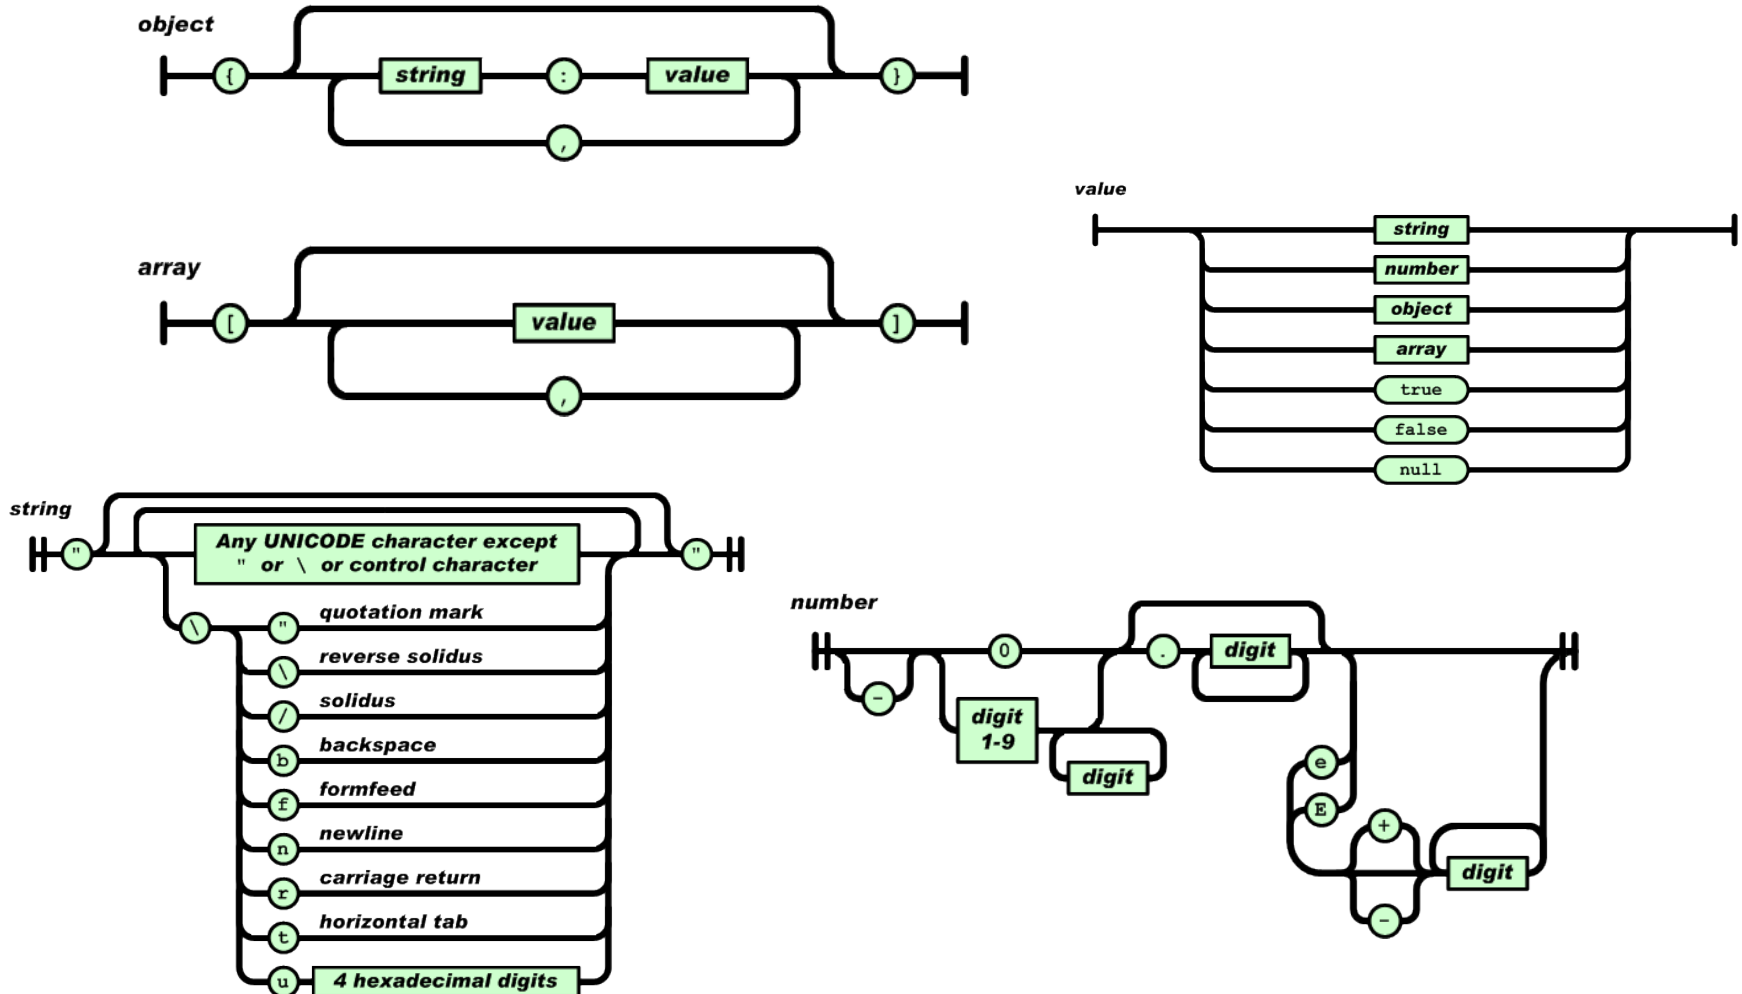 object
{ string : value }
,
value
string
number
object
array
true
false
null
array
[ value ]
,
string
" Any UNICODE character except "
" or \ or control character
\ " quotation mark
\ reverse solidus
/ solidus
b backspace
f formfeed
n newline
r carriage return
t horizontal tab
u 4 hexadecimal digits
number
0 . digit
-
digit
1-9
digit
e
E
+
digit
-